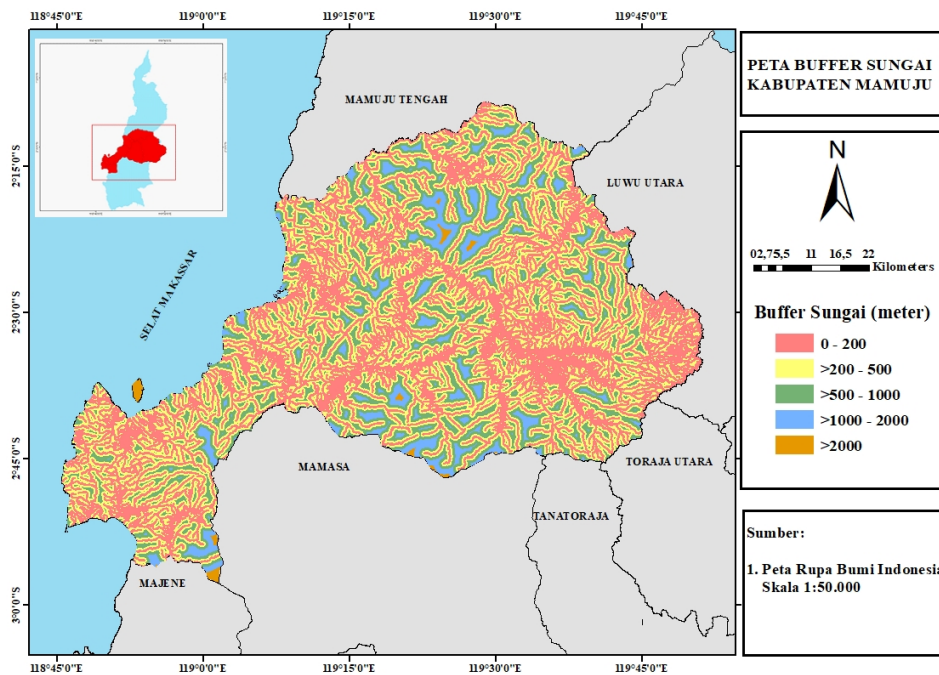 118°45'0"E 119°0'0"E 119°15'0"E 119°30'0"E 119°45'0"E
PETA BUFFER SUNGAI
KABUPATEN MAMUJU
MAMUJU TENGAH
LUWU UTARA
SELAT MAKASSAR
MAMASA
TORAJA UTARA
TANATORAJA
MAJENE
2°15'0"S
2°30'0"S
2°45'0"S
3°0'0"S
N
02,755,5 11 16,5 22
Kilometers
Buffer Sungai (meter)
0 - 200
>200 - 500
>500 - 1000
>1000 - 2000
>2000
Sumber:
1. Peta Rupa Bumi Indonesia
Skala 1:50.000
118°45'0"E 119°0'0"E 119°15'0"E 119°30'0"E 119°45'0"E